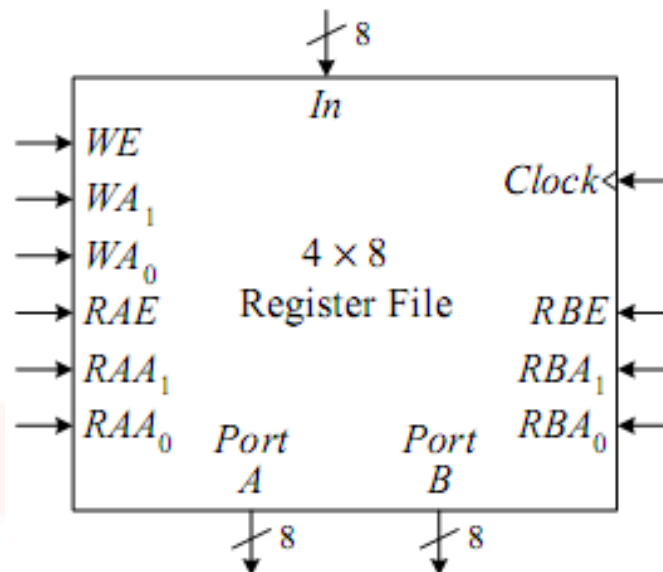 8
In
WE
Clock
WA₁
WA₀
4 × 8
RAE
Register File
RBE
RAA₁
RBA₁
RAA₀
RBA₀
Port
A
Port
B
8
8